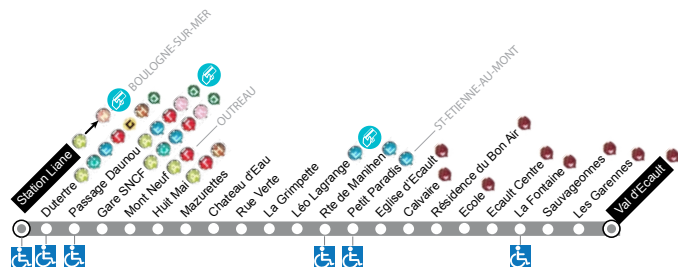 BOULOGNE-SUR-MER
OUTREAU
ST-ETIENNE-AU-MONT
Station Liane
Dutertre
Passage Daunou
Gare SNCF
Mont Neuf
Huit Mai
Mazurettes
Chateau d'Eau
Rue Verte
La Grimpette
Léo Lagrange
Rte de Manihen
Petit Paradis
Eglise d'Ecault
Calvaire
Résidence du Bon Air
Ecole
Ecault Centre
La Fontaine
Sauvageonnes
Les Garennes
Val d'Ecault